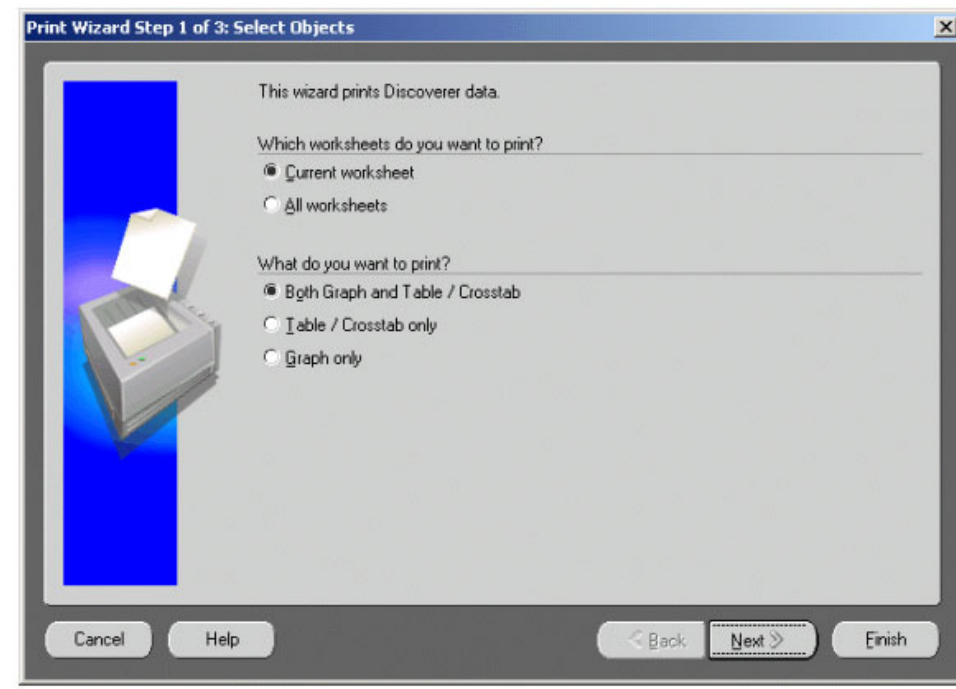 Print Wizard Step 1 of 3: Select Objects
This wizard prints Discoverer data.
Which worksheets do you want to print?
Current worksheet
All worksheets
What do you want to print?
Both Graph and Table / Crosstab
Table / Crosstab only
Graph only
Cancel
Help
< Back
Next >>
Finish